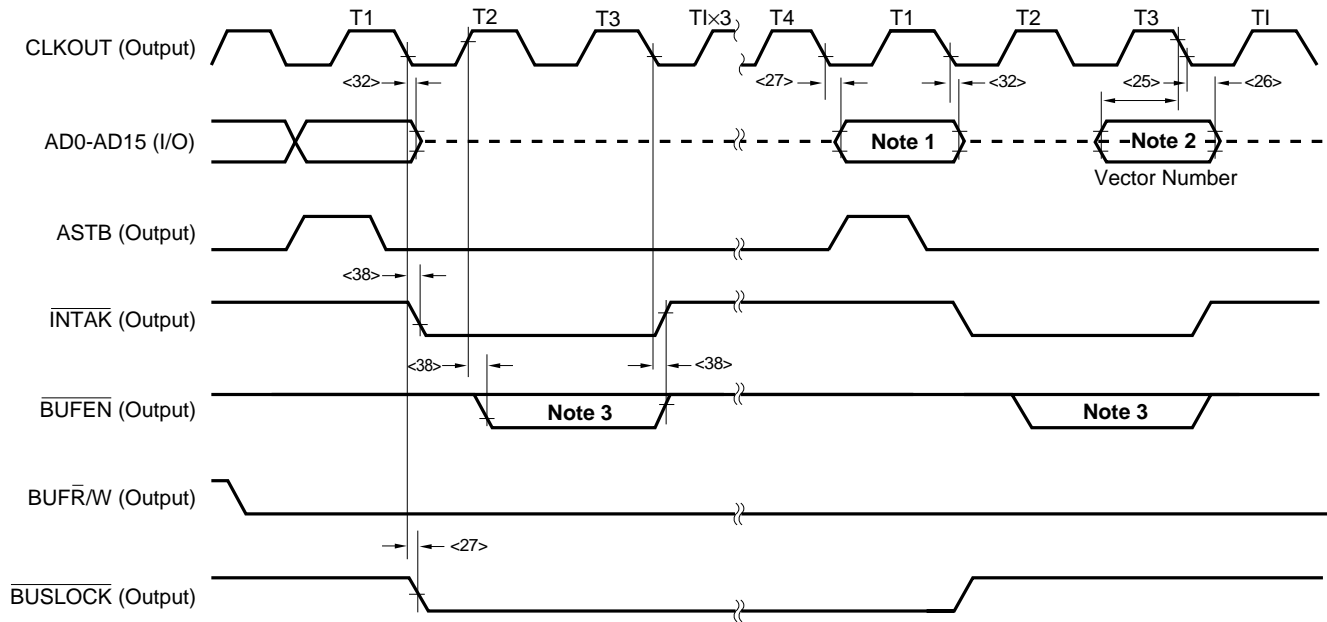 T1 T2 T3 TI×3 T4 T1 T2 T3 TI
CLKOUT (Output)
<32> <27> <32> <25> <26>
AD0-AD15 (I/O) Note 1 Note 2
Vector Number
ASTB (Output)
<38>
INTAK (Output)
<38> <38>
BUFEN (Output) Note 3 Note 3
BUFR/W (Output)
<27>
BUSLOCK (Output)